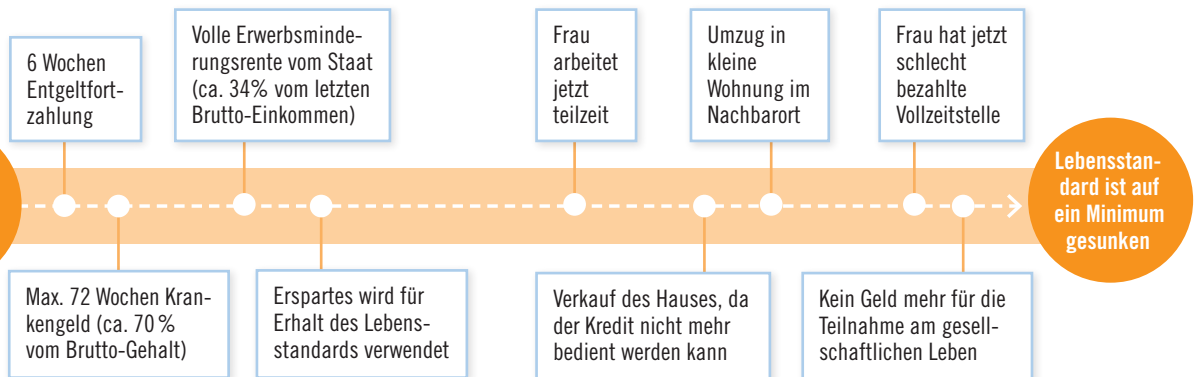 6 Wochen
Entgeltfort-
zahlung
Volle Erwerbsminde-
rungsrente vom Staat
(ca. 34% vom letzten
Brutto-Einkommen)
Frau
arbeitet
jetzt
teilzeit
Umzug in
kleine
Wohnung im
Nachbarort
Frau hat jetzt
schlecht
bezahlte
Vollzeitstelle
Lebensstan-
dard ist auf
ein Minimum
gesunken
Max. 72 Wochen Kran-
kengeld (ca. 70 %
vom Brutto-Gehalt)
Erspartes wird für
Erhalt des Lebens-
standards verwendet
Verkauf des Hauses, da
der Kredit nicht mehr
bedient werden kann
Kein Geld mehr für die
Teilnahme am gesell-
schaftlichen Leben